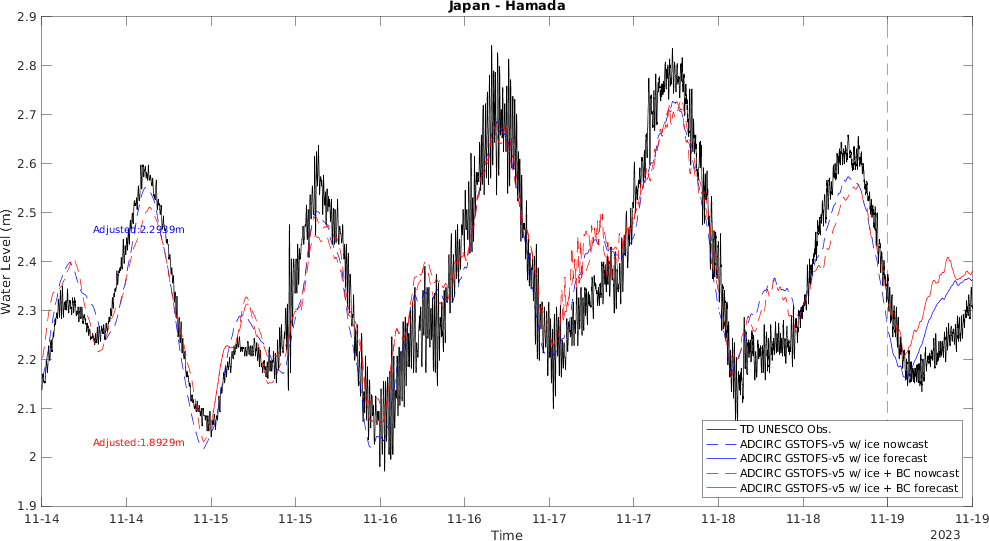 Japan - Hamada
2.9
2.8
2.7
2.6
2.5
2.4
2.3
2.2
2.1
2
1.9
Water Level (m)
Adjusted:2.2939m
Adjusted:1.8929m
TD UNESCO Obs.
ADCIRC GSTOFS-v5 w/ ice nowcast
ADCIRC GSTOFS-v5 w/ ice forecast
ADCIRC GSTOFS-v5 w/ ice + BC nowcast
ADCIRC GSTOFS-v5 w/ ice + BC forecast
11-14 11-14 11-15 11-15 11-16 11-16 11-17 11-17 11-18 11-18 11-19 11-19
Time
2023